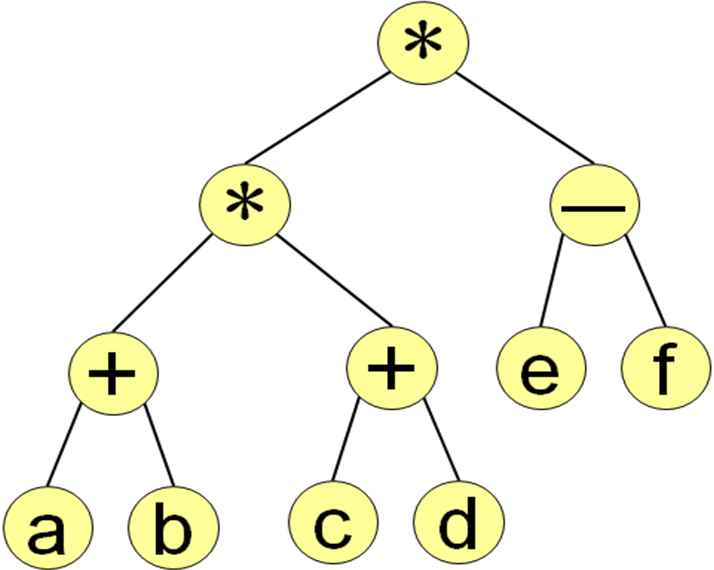 *
* —
+ + e f
a b c d